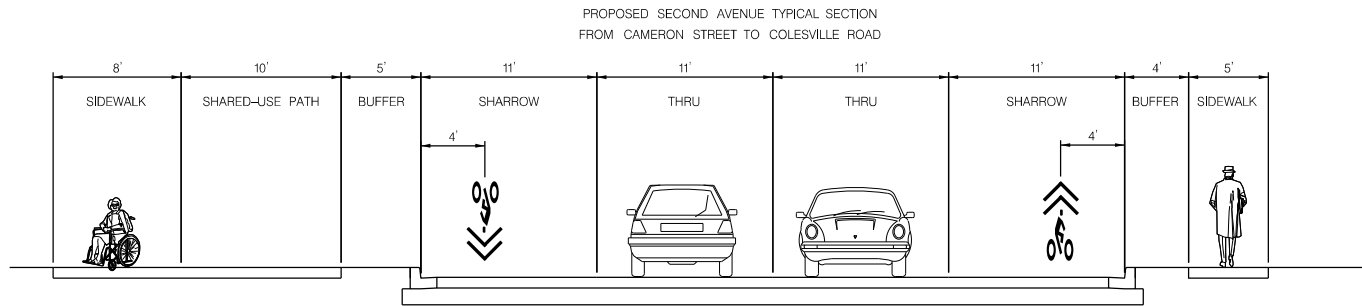 PROPOSED SECOND AVENUE TYPICAL SECTION
FROM CAMERON STREET TO COLESVILLE ROAD
8' 10' 5' 11' 11' 11' 11' 4' 5'
SIDEWALK SHARED-USE PATH BUFFER SHARROW THRU THRU SHARROW BUFFER SIDEWALK
4' 4'